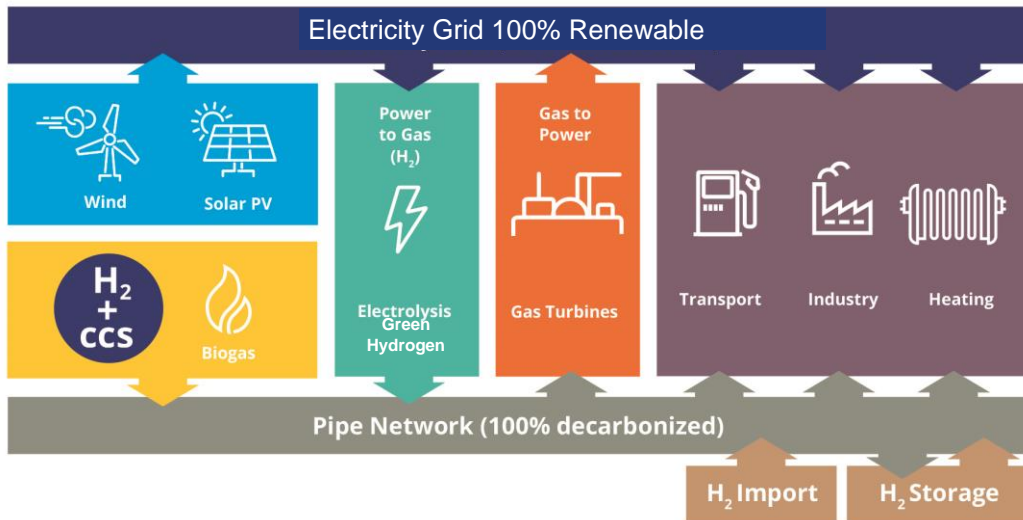 Electricity Grid 100% Renewable
Wind
Solar PV
H₂
+
CCS
Biogas
Power
to Gas
(H₂)
Electrolysis
Green
Hydrogen
Gas to
Power
Gas Turbines
Transport
Industry
Heating
Pipe Network (100% decarbonized)
H₂ Import
H₂ Storage